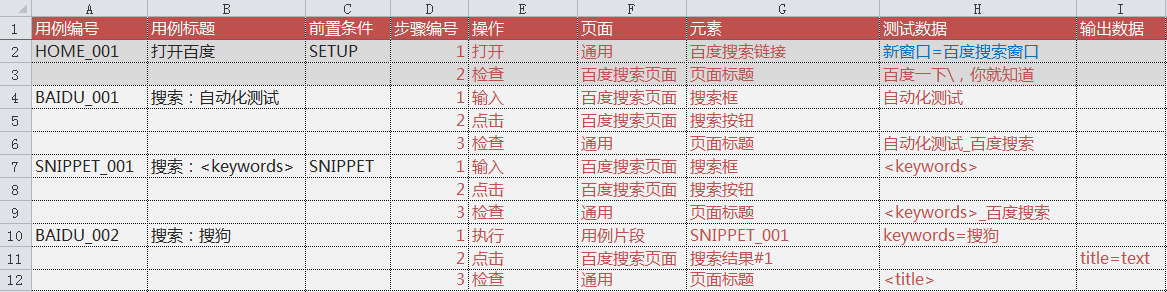 A B C D E F G H I
1 用例编号 用例标题 前置条件 步骤编号 操作 页面 元素 测试数据 输出数据
2 HOME_001 打开百度 SETUP 1 打开 通用 百度搜索链接 新窗口=百度搜索窗口
3 2 检查 百度搜索页面 页面标题 百度一下\，你就知道
4 BAIDU_001 搜索：自动化测试 1 输入 百度搜索页面 搜索框 自动化测试
5 2 点击 百度搜索页面 搜索按钮
6 3 检查 通用 页面标题 自动化测试_百度搜索
7 SNIPPET_001 搜索：<keywords> SNIPPET 1 输入 百度搜索页面 搜索框 <keywords>
8 2 点击 百度搜索页面 搜索按钮
9 3 检查 通用 页面标题 <keywords>_百度搜索
10 BAIDU_002 搜索：搜狗 1 执行 用例片段 SNIPPET_001 keywords=搜狗
11 2 点击 百度搜索页面 搜索结果#1 title=text
12 3 检查 通用 页面标题 <title>